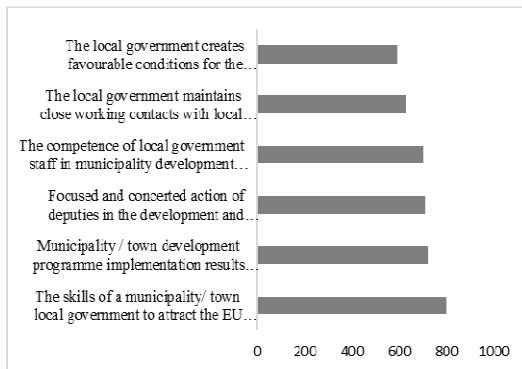 The local government creates
favourable conditions for the...
The local government maintains
close working contacts with local...
The competence of local government
staff in municipality development...
Focused and concerted action of
deputies in the development and...
Municipality / town development
programme implementation results...
The skills of a municipality/ town
local government to attract the EU...
0 200 400 600 800 1000